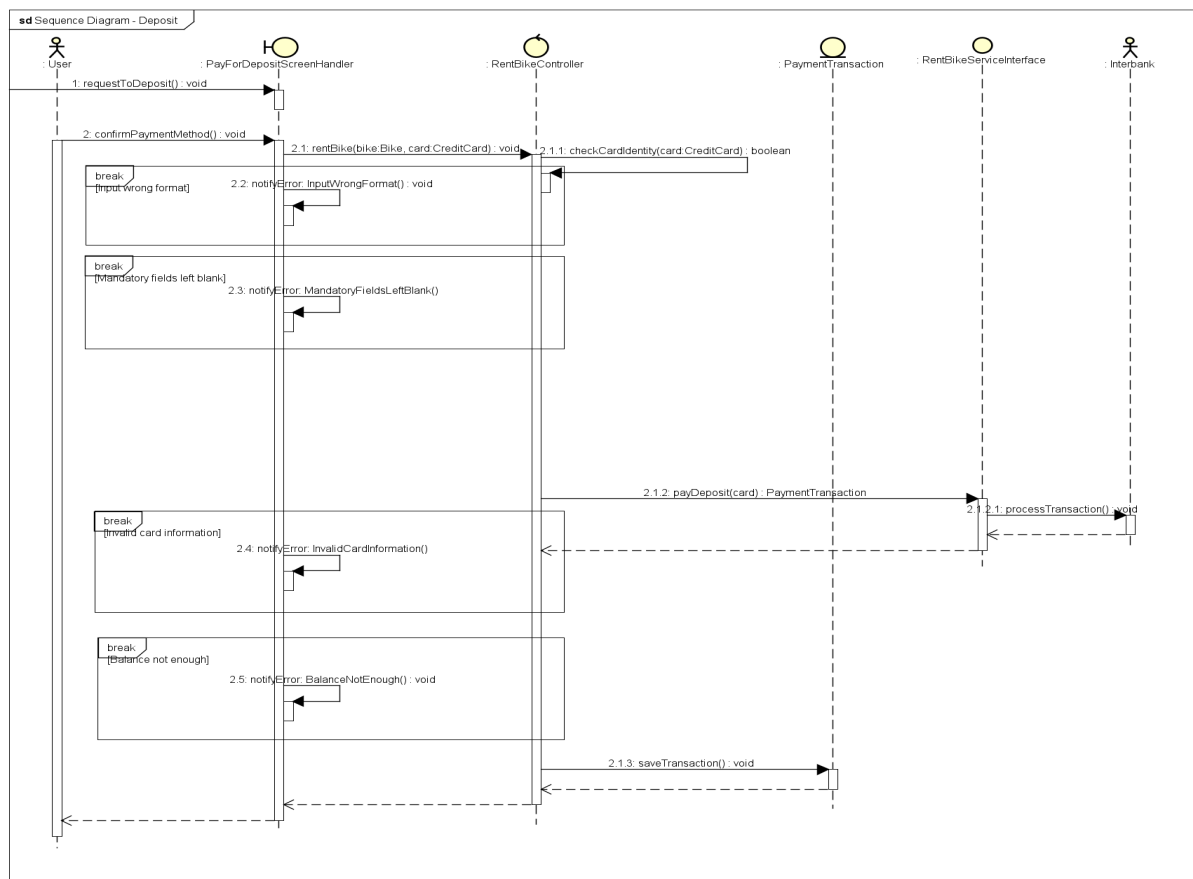 sd Sequence Diagram - Deposit
: User
: PayForDepositScreenHandler
: RentBikeController
: PaymentTransaction
: RentBikeServiceInterface
: Interbank
1: requestToDeposit() : void
2: confirmPaymentMethod() : void
2.1: rentBike(bike:Bike, card:CreditCard) : void
2.1.1: checkCardIdentity(card:CreditCard) : boolean
break
[Input wrong format]
2.2: notifyError: InputWrongFormat() : void
break
[Mandatory fields left blank]
2.3: notifyError: MandatoryFieldsLeftBlank()
2.1.2: payDeposit(card) : PaymentTransaction
2.1.2.1: processTransaction() : void
break
[Invalid card information]
2.4: notifyError: InvalidCardInformation()
break
[Balance not enough]
2.5: notifyError: BalanceNotEnough() : void
2.1.3: saveTransaction() : void